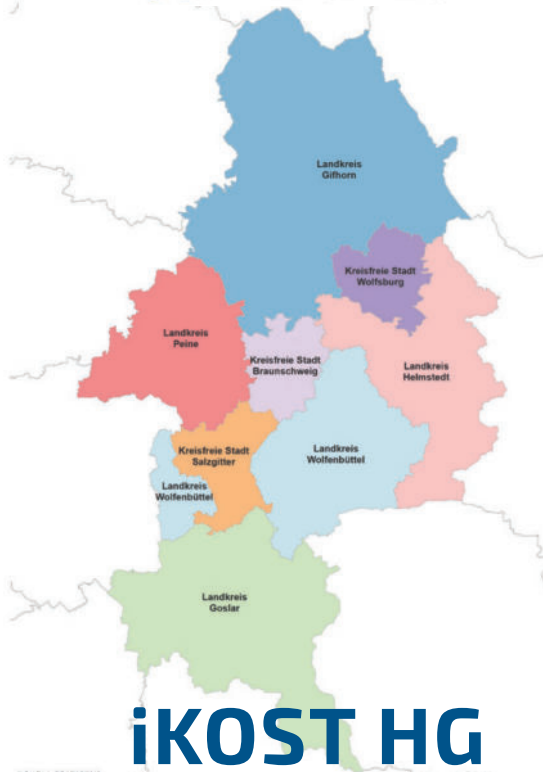 Landkreis
Gifhorn
Kreisfreie Stadt
Wolfsburg
Landkreis
Peine
Kreisfreie Stadt
Braunschweig
Landkreis
Helmstedt
Kreisfreie Stadt
Salzgitter
Landkreis
Wolfenbüttel
Landkreis
Wolfenbüttel
Landkreis
Goslar
iKOST HG